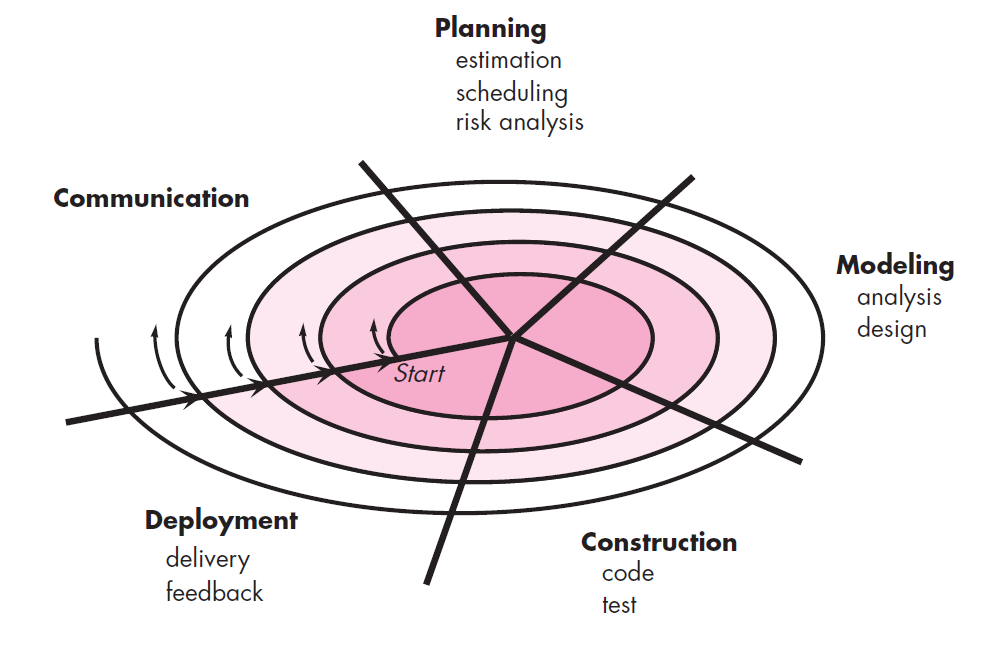 Planning
estimation
scheduling
risk analysis
Communication
Modeling
analysis
design
Start
Deployment
delivery
feedback
Construction
code
test